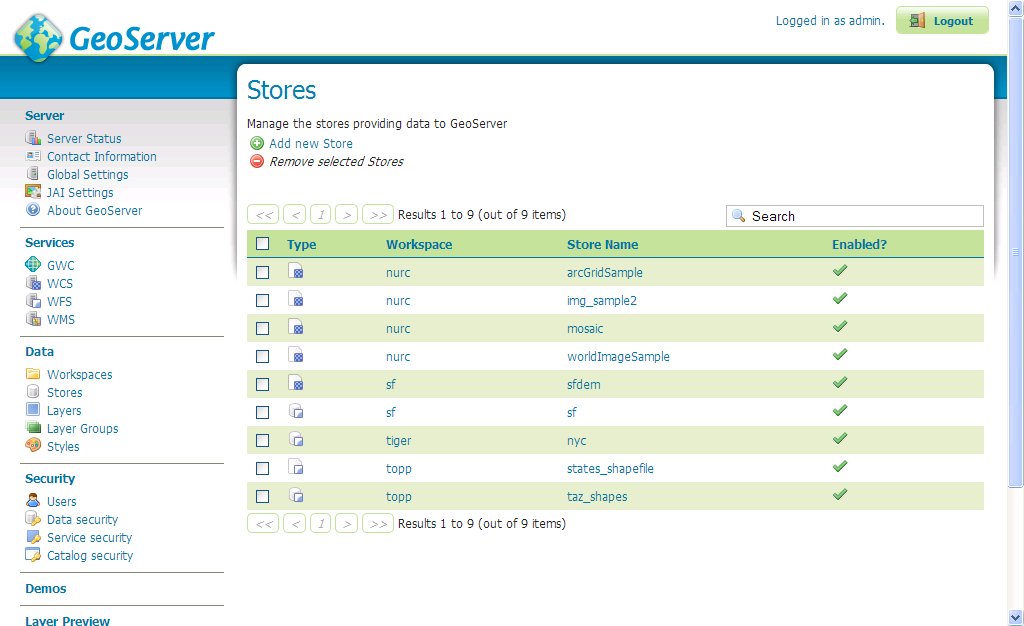 GeoServer
Logged in as admin. Logout
Server
Server Status
Contact Information
Global Settings
JAI Settings
About GeoServer
Services
GWC
WCS
WFS
WMS
Data
Workspaces
Stores
Layers
Layer Groups
Styles
Security
Users
Data security
Service security
Catalog security
Demos
Layer Preview
Stores
Manage the stores providing data to GeoServer
Add new Store
Remove selected Stores
<< < 1 > >> Results 1 to 9 (out of 9 items) Search
Type Workspace Store Name Enabled?
nurc arcGridSample
nurc img_sample2
nurc mosaic
nurc worldImageSample
sf sfdem
sf sf
tiger nyc
topp states_shapefile
topp taz_shapes
<< < 1 > >> Results 1 to 9 (out of 9 items)